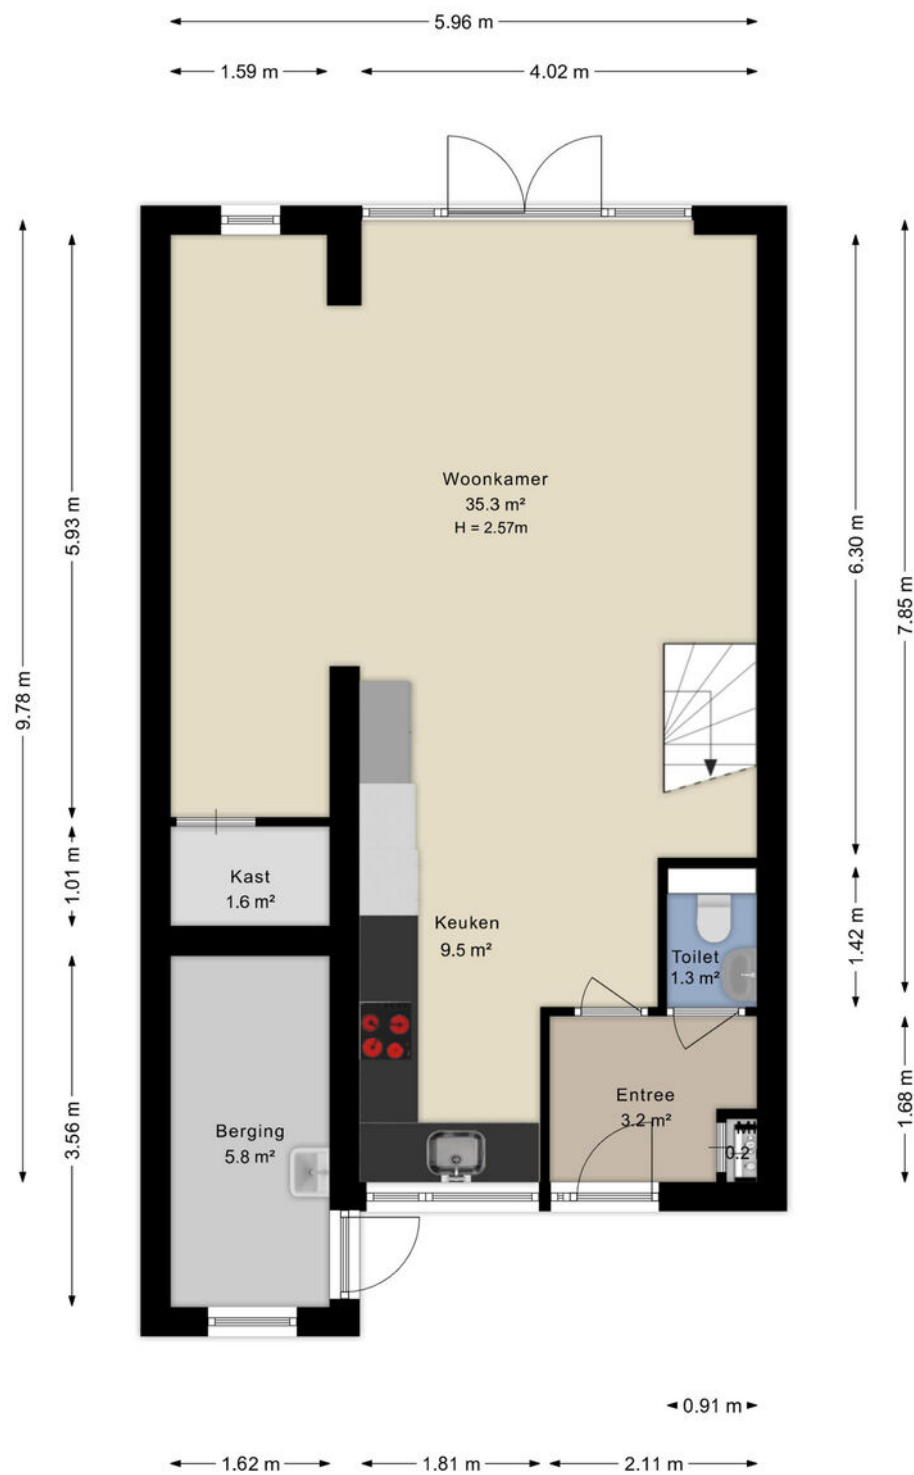 5.96 m
1.59 m
4.02 m
Woonkamer
35.3 m²
H = 2.57m
5.93 m
6.30 m
7.85 m
9.78 m
Kast
1.6 m²
1.01 m
Keuken
9.5 m²
Toilet
1.3 m²
1.42 m
Entree
3.2 m²
0.2
1.68 m
Berging
5.8 m²
3.56 m
0.91 m
1.62 m
1.81 m
2.11 m